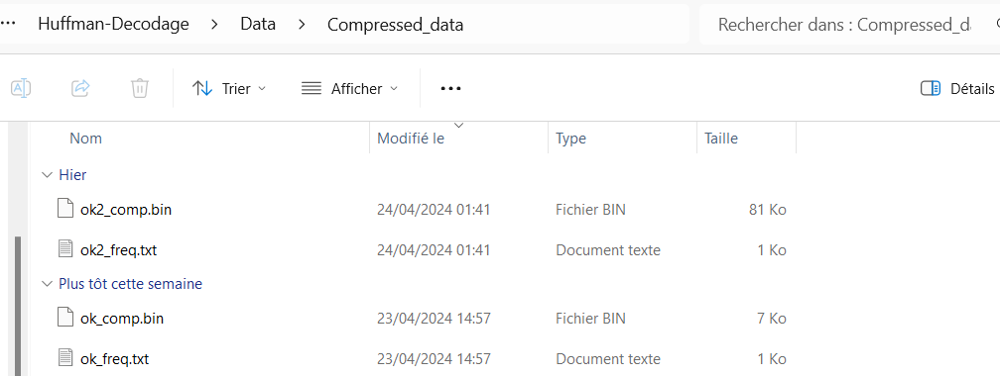 ··· Huffman-Decodage > Data > Compressed_data Rechercher dans : Compressed_d
Trier Afficher ··· Détails
Nom Modifié le Type Taille
Hier
ok2_comp.bin 24/04/2024 01:41 Fichier BIN 81 Ko
ok2_freq.txt 24/04/2024 01:41 Document texte 1 Ko
Plus tôt cette semaine
ok_comp.bin 23/04/2024 14:57 Fichier BIN 7 Ko
ok_freq.txt 23/04/2024 14:57 Document texte 1 Ko